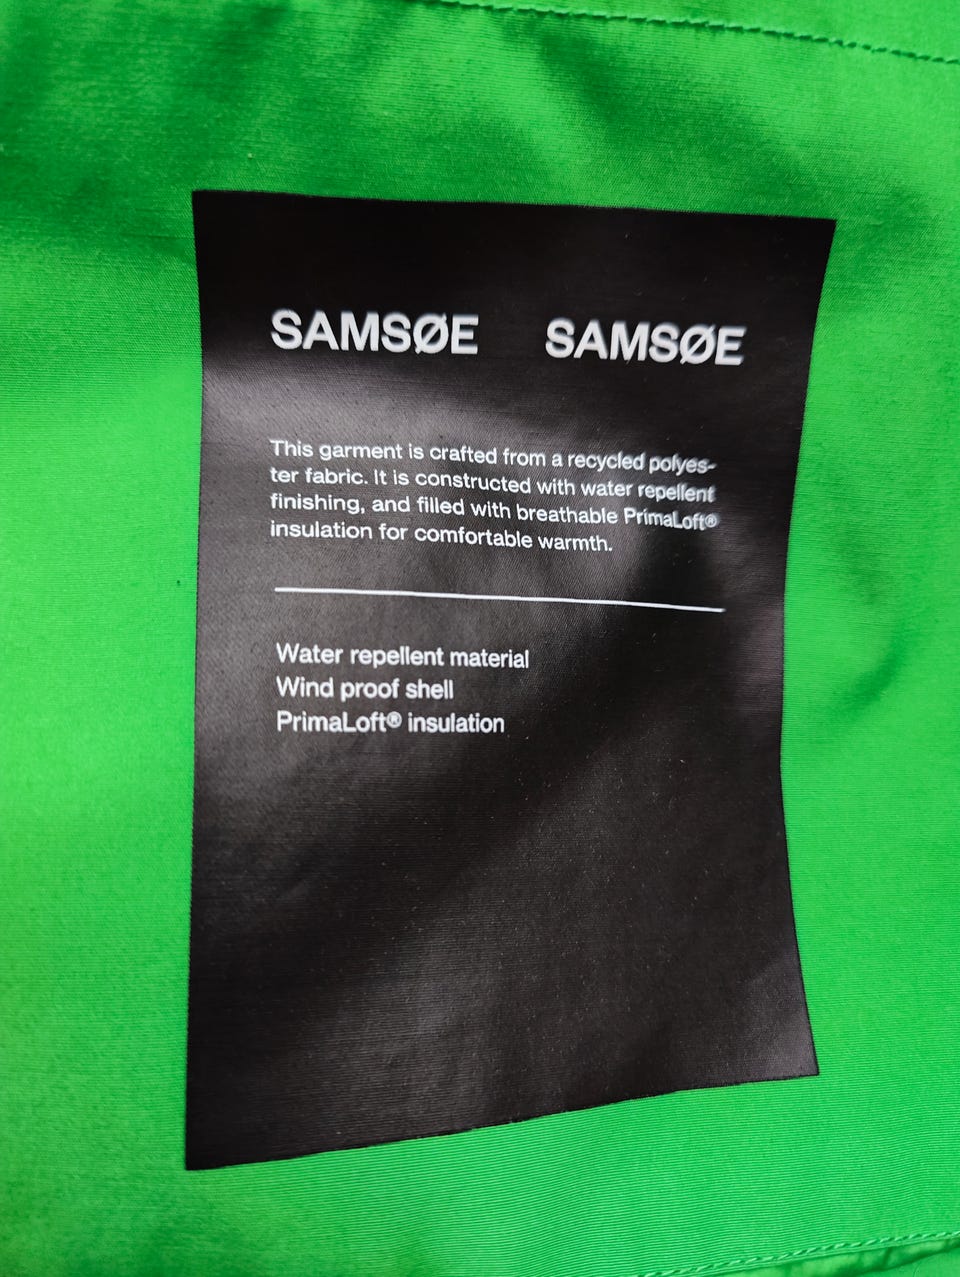 SAMSØE SAMSØE
This garment is crafted from a recycled polyes-
ter fabric. It is constructed with water repellent
finishing, and filled with breathable PrimaLoft®
insulation for comfortable warmth.
Water repellent material
Wind proof shell
PrimaLoft® insulation